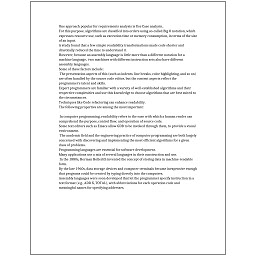 One approach popular for requirements analysis is Use Case analysis.
For this purpose algorithms are classified into orders using so-called Big O notation, which
expresses resource use, such as execution time or memory consumption, in terms of the size
of an input.
A study found that a few simple readability transformations made code shorter and
drastically reduced the time to understand it.
However, because an assembly language is little more than a different notation for a
machine language, two machines with different instruction sets also have different
assembly languages.
Some of these factors include:
The presentation aspects of this (such as indents, line breaks, color highlighting, and so on)
are often handled by the source code editor, but the content aspects reflect the
programmer's talent and skills.
Expert programmers are familiar with a variety of well-established algorithms and their
respective complexities and use this knowledge to choose algorithms that are best suited to
the circumstances.
Techniques like Code refactoring can enhance readability.
The following properties are among the most important:
In computer programming, readability refers to the ease with which a human reader can
comprehend the purpose, control flow, and operation of source code.
Some text editors such as Emacs allow GDB to be invoked through them, to provide a visual
environment.
The academic field and the engineering practice of computer programming are both largely
concerned with discovering and implementing the most efficient algorithms for a given
class of problems.
Programming languages are essential for software development.
Many applications use a mix of several languages in their construction and use.
In the 1880s, Herman Hollerith invented the concept of storing data in machine-readable
form.
By the late 1960s, data storage devices and computer terminals became inexpensive enough
that programs could be created by typing directly into the computers.
Assembly languages were soon developed that let the programmer specify instruction in a
text format (e.g., ADD X, TOTAL), with abbreviations for each operation code and
meaningful names for specifying addresses.